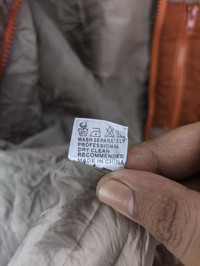 WASH SEPARATELY
PROFESSIONAL
DRY CLEAN
RECOMMENDED
MADE IN CHINA